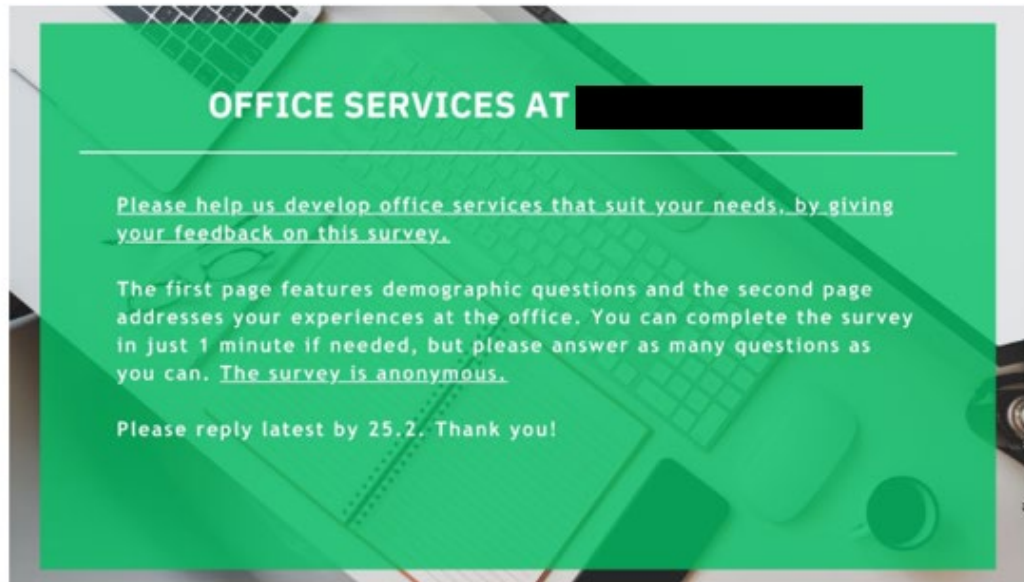 OFFICE SERVICES AT
Please help us develop office services that suit your needs, by giving
your feedback on this survey.
The first page features demographic questions and the second page
addresses your experiences at the office. You can complete the survey
in just 1 minute if needed, but please answer as many questions as
you can. The survey is anonymous.
Please reply latest by 25.2. Thank you!